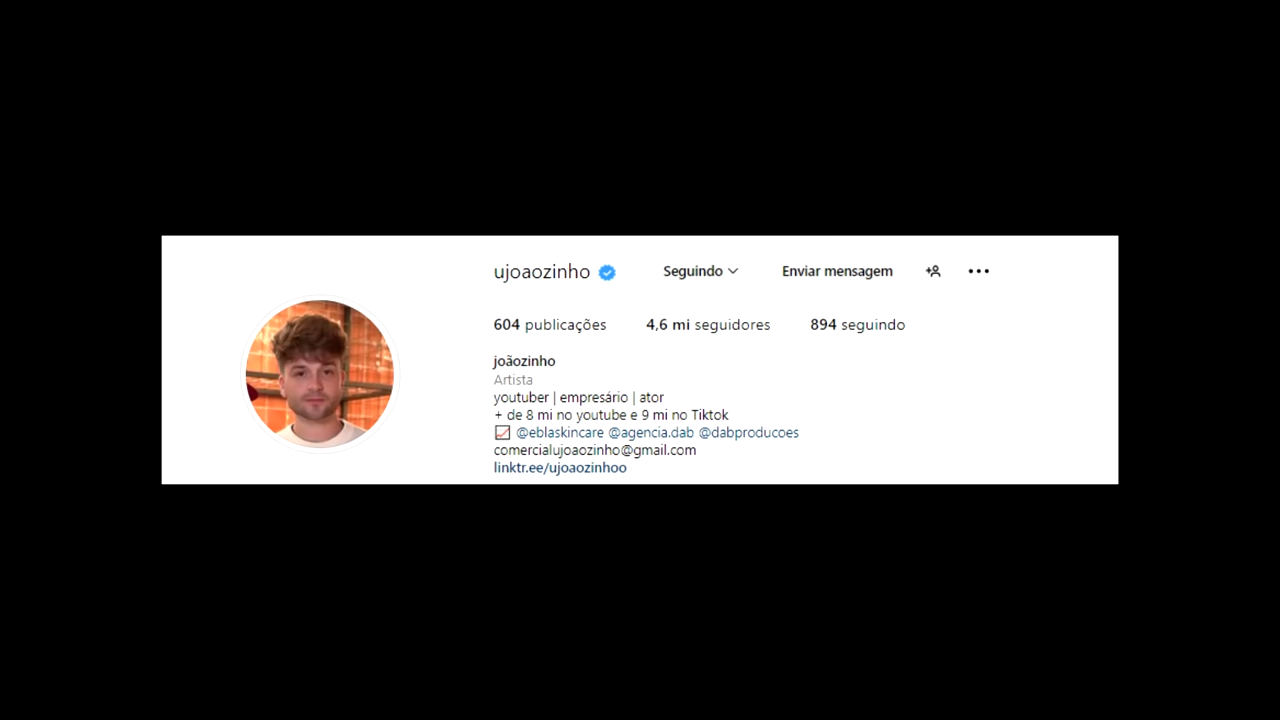 ujoaozinho Seguindo Enviar mensagem
604 publicações 4,6 mi seguidores 894 seguindo
joãozinho
Artista
youtuber | empresário | ator
+ de 8 mi no youtube e 9 mi no Tiktok
📈 @eblaskincare @agencia.dab @dabproducoes
comercialujoaozinho@gmail.com
linktr.ee/ujoaozinhoo